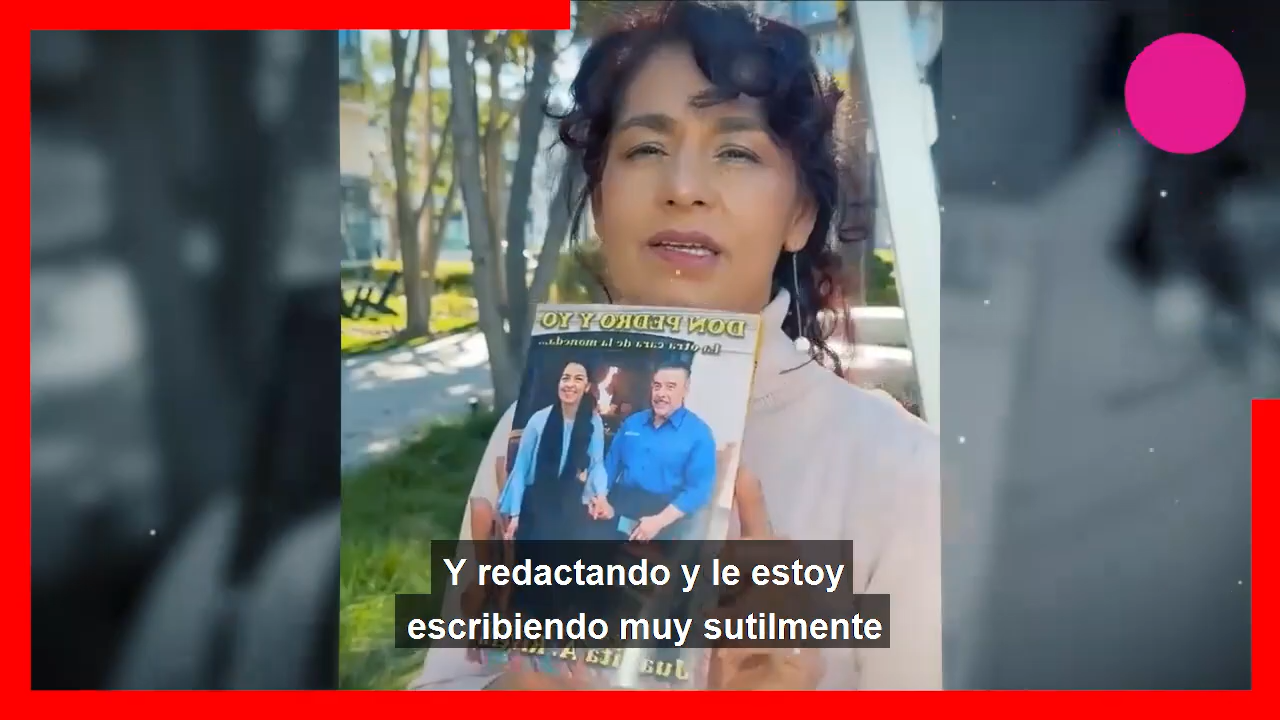 DON PEDRO Y YO
La otra cara de la moneda...
Y redactando y le estoy
escribiendo muy sutilmente
A.